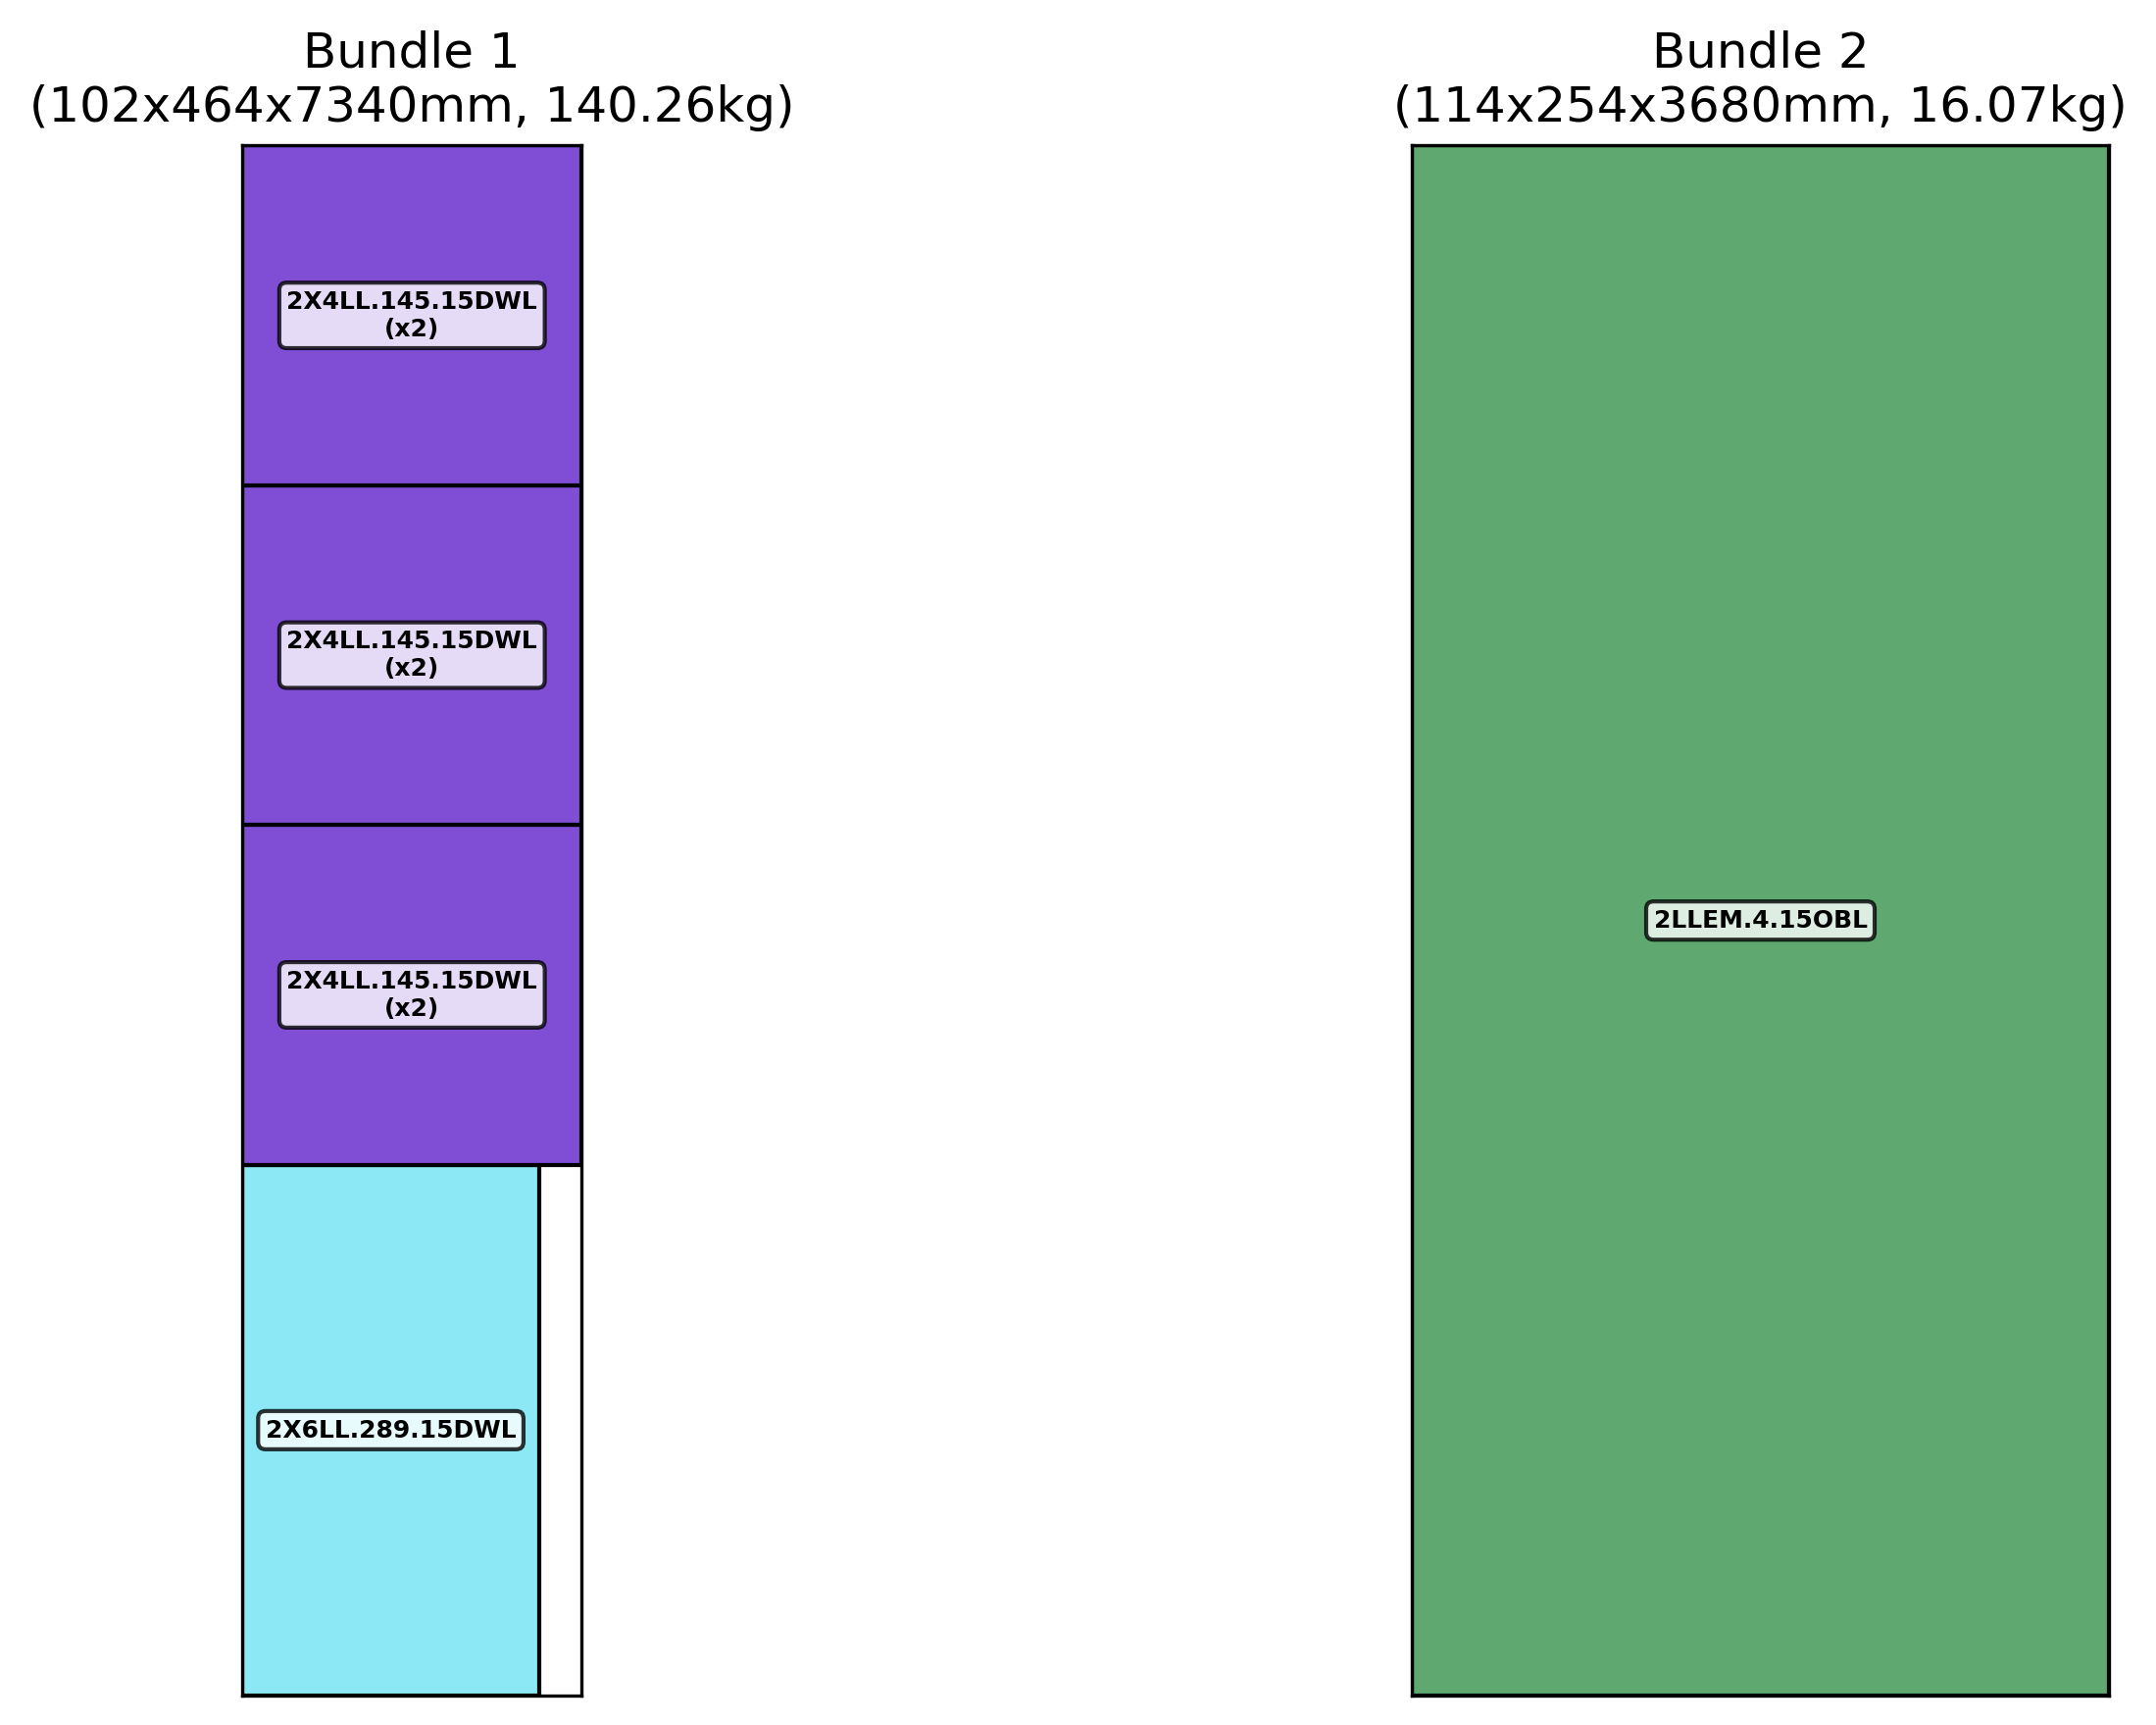 Bundle 1
(102x464x7340mm, 140.26kg)
2X4LL.145.15DWL
(x2)
2X4LL.145.15DWL
(x2)
2X4LL.145.15DWL
(x2)
2X6LL.289.15DWL
Bundle 2
(114x254x3680mm, 16.07kg)
2LLEM.4.15OBL